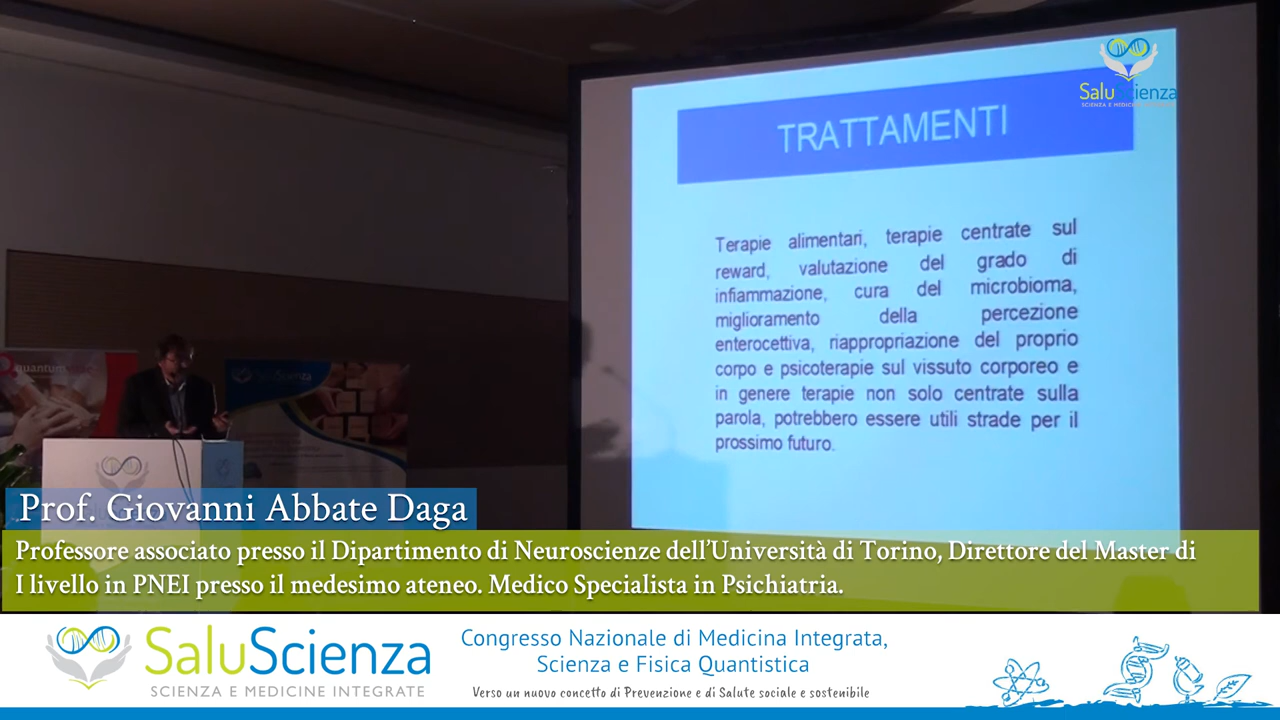 SaluScienza
TRATTAMENTI
Terapie alimentari, terapie centrate sul
reward, valutazione del grado di
infiammazione, cura del microbioma,
miglioramento della percezione
enterocettiva, riappropriazione del proprio
corpo e psicoterapie sul vissuto corporeo e
in genere terapie non solo centrate sulla
parola, potrebbero essere utili strade per il
prossimo futuro.
quantum
SaluScienza
Prof. Giovanni Abbate Daga
Professore associato presso il Dipartimento di Neuroscienze dell'Università di Torino, Direttore del Master di
I livello in PNEI presso il medesimo ateneo. Medico Specialista in Psichiatria.
SaluScienza
SCIENZA E MEDICINE INTEGRATE
Congresso Nazionale di Medicina Integrata,
Scienza e Fisica Quantistica
Verso un nuovo concetto di Prevenzione e di Salute sociale e sostenibile